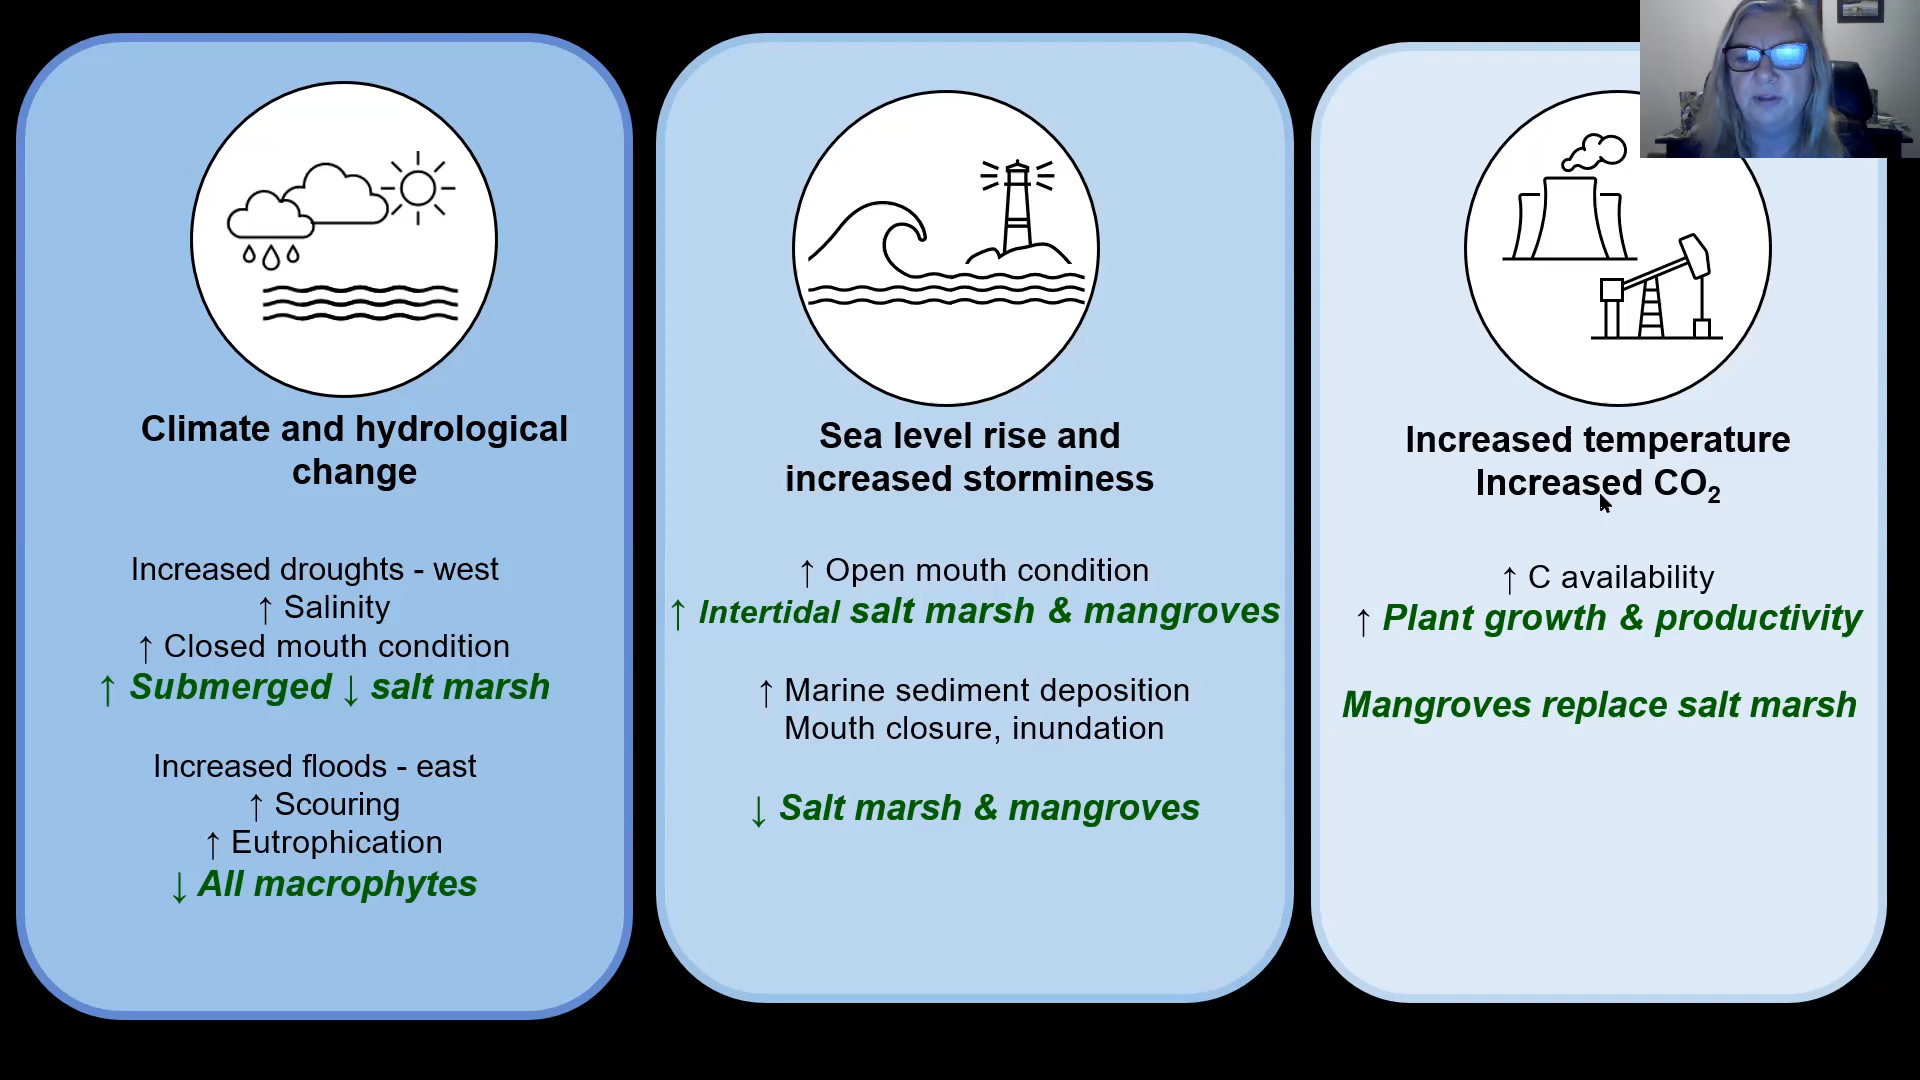 Climate and hydrological
change
Increased droughts - west
↑ Salinity
↑ Closed mouth condition
↑ Submerged ↓ salt marsh
Increased floods - east
↑ Scouring
↑ Eutrophication
↓ All macrophytes
Sea level rise and
increased storminess
↑ Open mouth condition
↑ Intertidal salt marsh & mangroves
↑ Marine sediment deposition
Mouth closure, inundation
↓ Salt marsh & mangroves
Increased temperature
Increased CO₂
↑ C availability
↑ Plant growth & productivity
Mangroves replace salt marsh